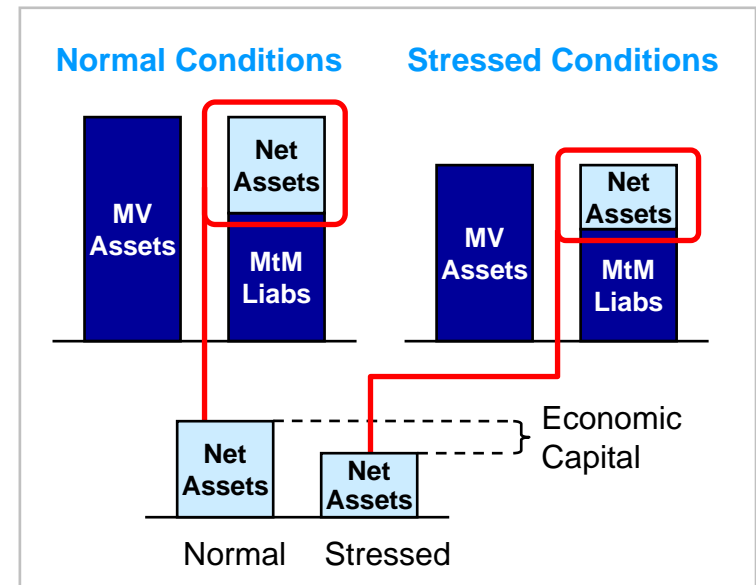 Normal Conditions
Stressed Conditions
MV
Assets
Net
Assets
MtM
Liabs
MV
Assets
Net
Assets
MtM
Liabs
Net
Assets
Net
Assets
Economic
Capital
Normal
Stressed